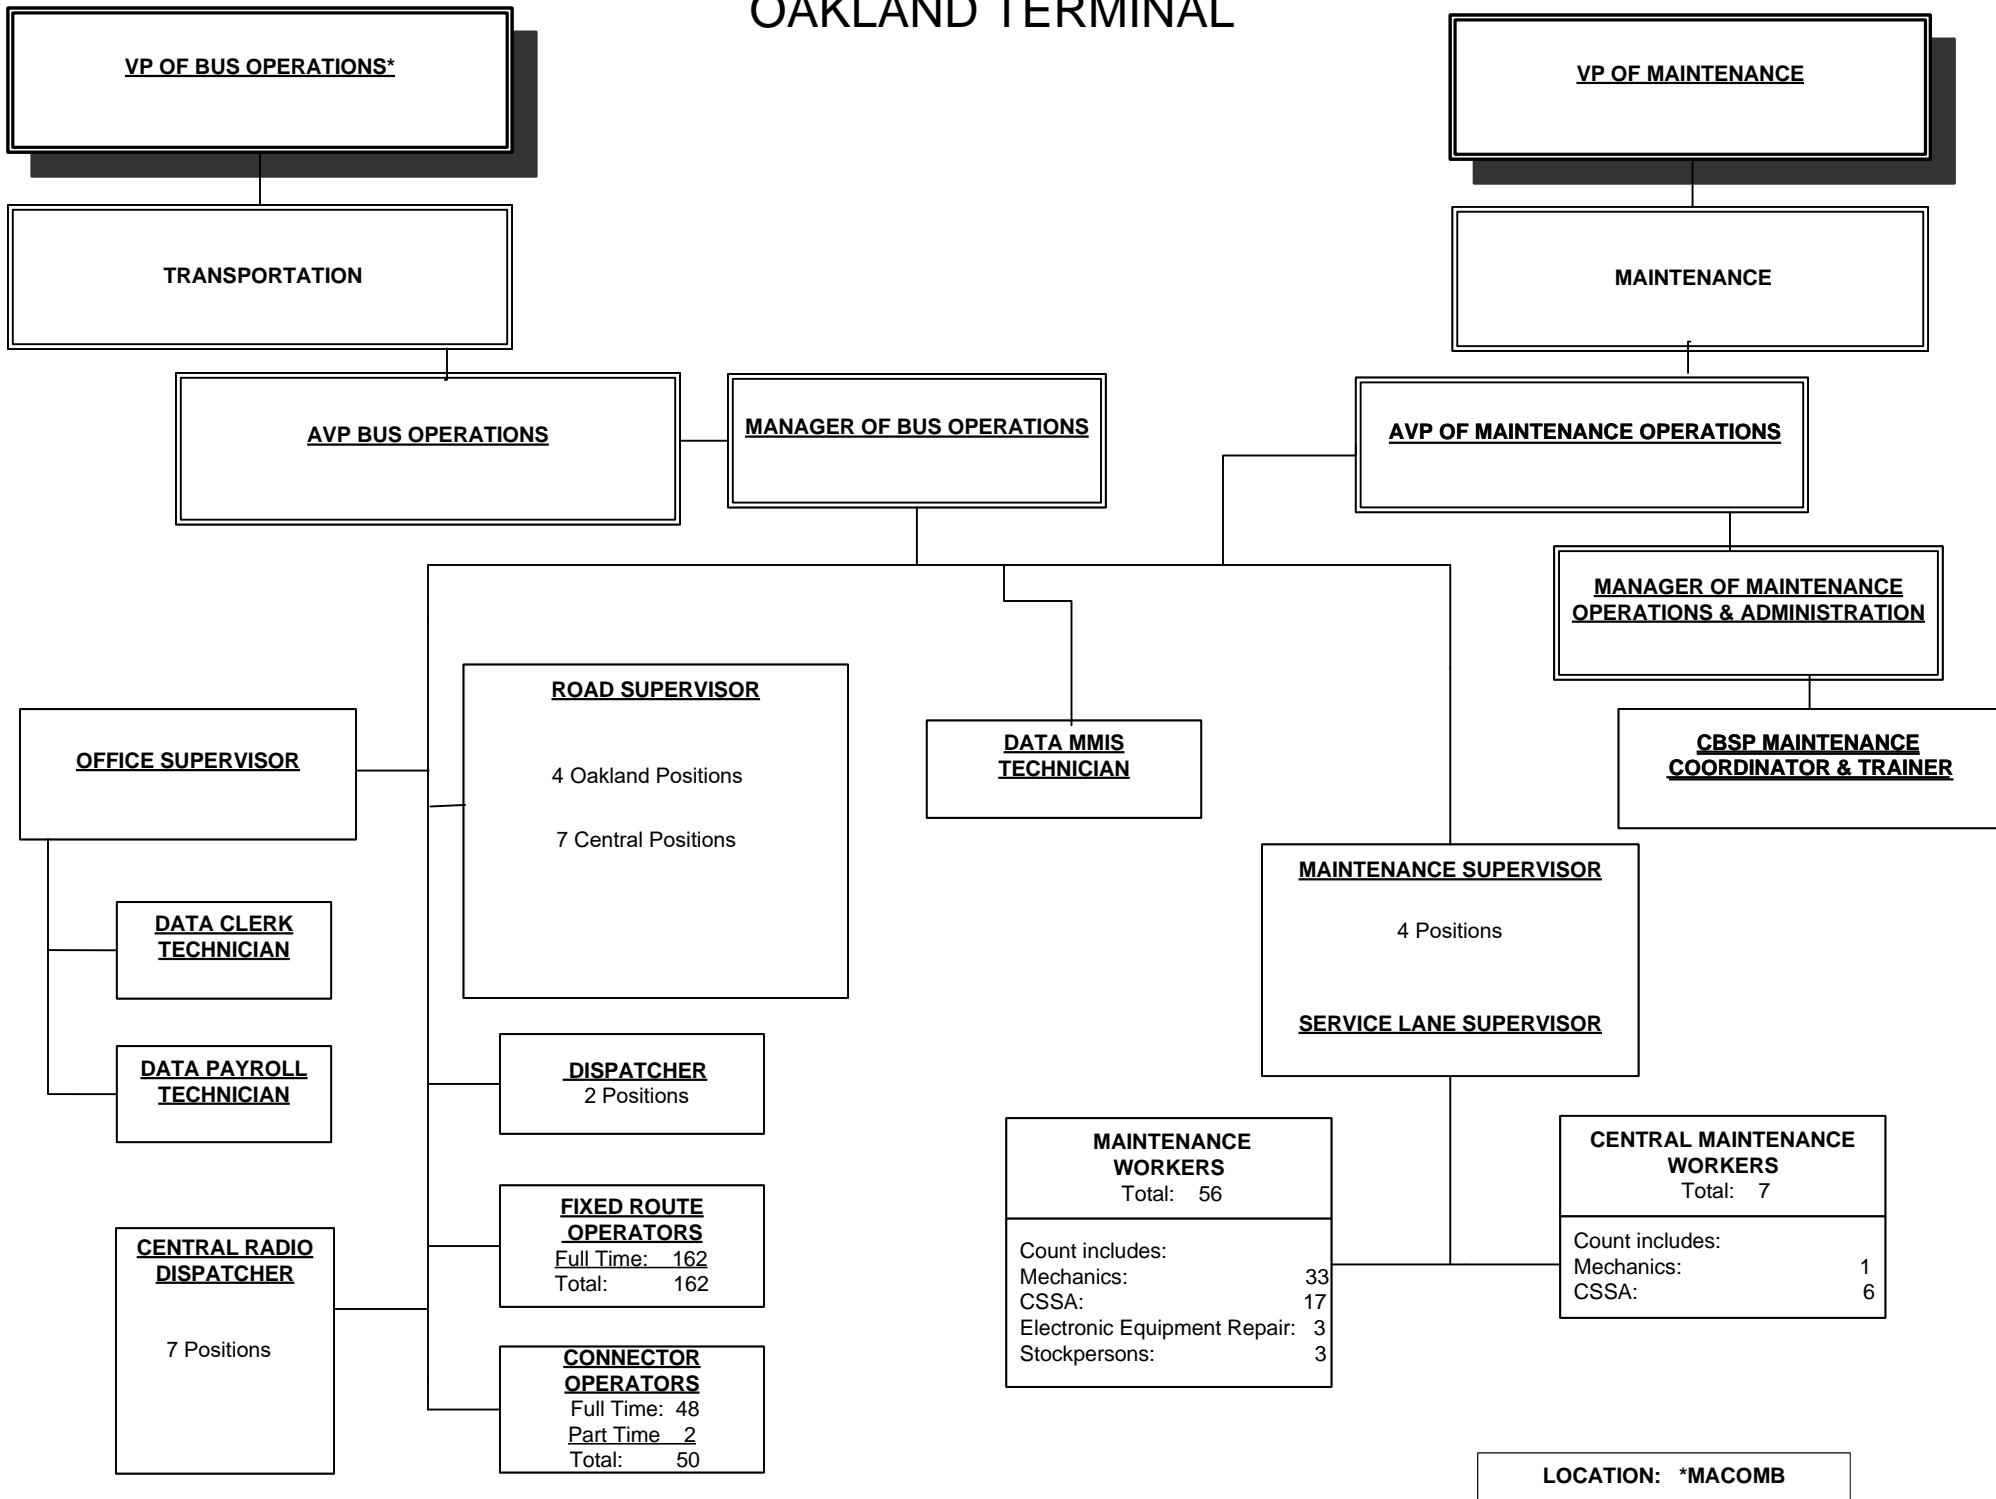 OAKLAND TERMINAL
VP OF BUS OPERATIONS*
VP OF MAINTENANCE
TRANSPORTATION
MAINTENANCE
AVP BUS OPERATIONS
MANAGER OF BUS OPERATIONS
AVP OF MAINTENANCE OPERATIONS
MANAGER OF MAINTENANCE
OPERATIONS & ADMINISTRATION
CBSP MAINTENANCE
COORDINATOR & TRAINER
OFFICE SUPERVISOR
ROAD SUPERVISOR
4 Oakland Positions
7 Central Positions
DATA MMIS
TECHNICIAN
MAINTENANCE SUPERVISOR
4 Positions
SERVICE LANE SUPERVISOR
DATA CLERK
TECHNICIAN
DATA PAYROLL
TECHNICIAN
DISPATCHER
2 Positions
FIXED ROUTE
OPERATORS
Full Time: 162
Total: 162
CENTRAL RADIO
DISPATCHER
7 Positions
CONNECTOR
OPERATORS
Full Time: 48
Part Time 2
Total: 50
MAINTENANCE
WORKERS
Total: 56
Count includes:
Mechanics: 33
CSSA: 17
Electronic Equipment Repair: 3
Stockpersons: 3
CENTRAL MAINTENANCE
WORKERS
Total: 7
Count includes:
Mechanics: 1
CSSA: 6
LOCATION: *MACOMB